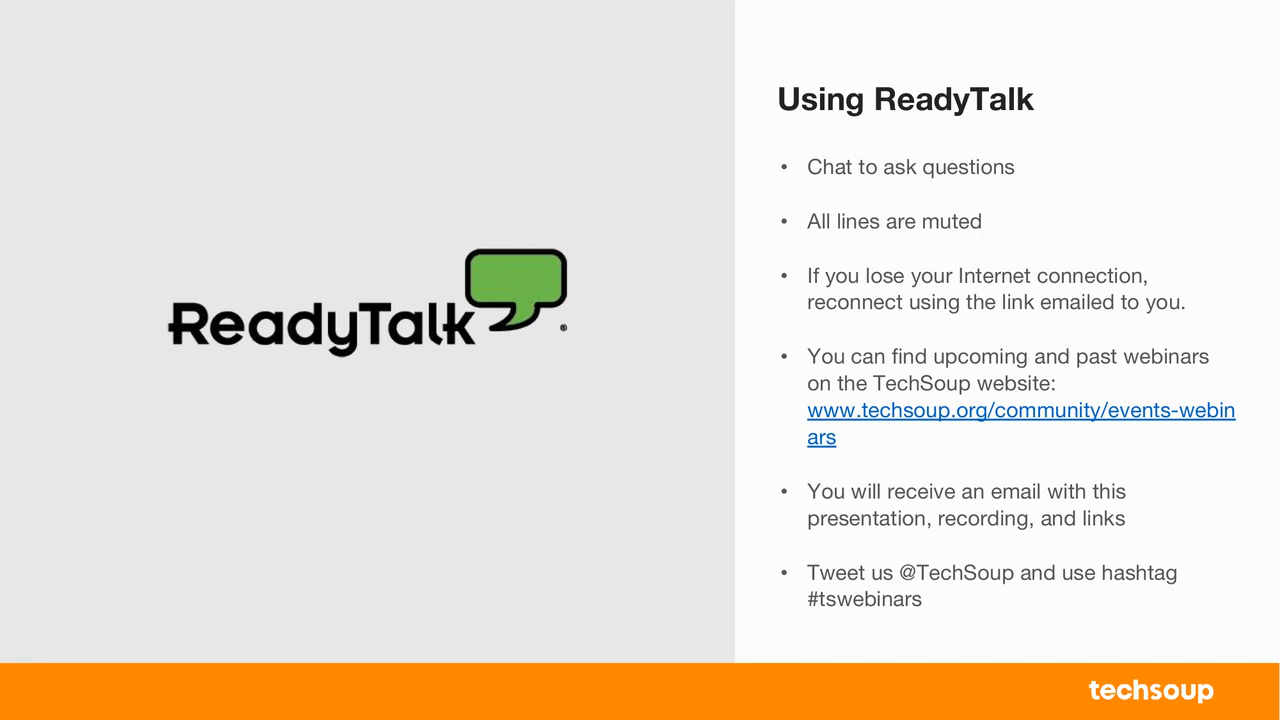 ReadyTalk®
Using ReadyTalk
• Chat to ask questions
• All lines are muted
• If you lose your Internet connection,
reconnect using the link emailed to you.
• You can find upcoming and past webinars
on the TechSoup website:
www.techsoup.org/community/events-webin
ars
• You will receive an email with this
presentation, recording, and links
• Tweet us @TechSoup and use hashtag
#tswebinars
techsoup